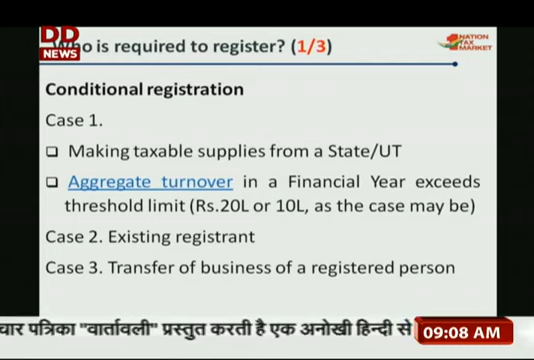 DD
NEWS
o is required to register? (1/3)
NATION
TAX
MARKET
Conditional registration
Case 1.
Making taxable supplies from a State/UT
Aggregate turnover in a Financial Year exceeds
threshold limit (Rs.20L or 10L, as the case may be)
Case 2. Existing registrant
Case 3. Transfer of business of a registered person
चार पत्रिका "वार्तावली" प्रस्तुत करती है एक अनोखी हिन्दी से
09:08 AM